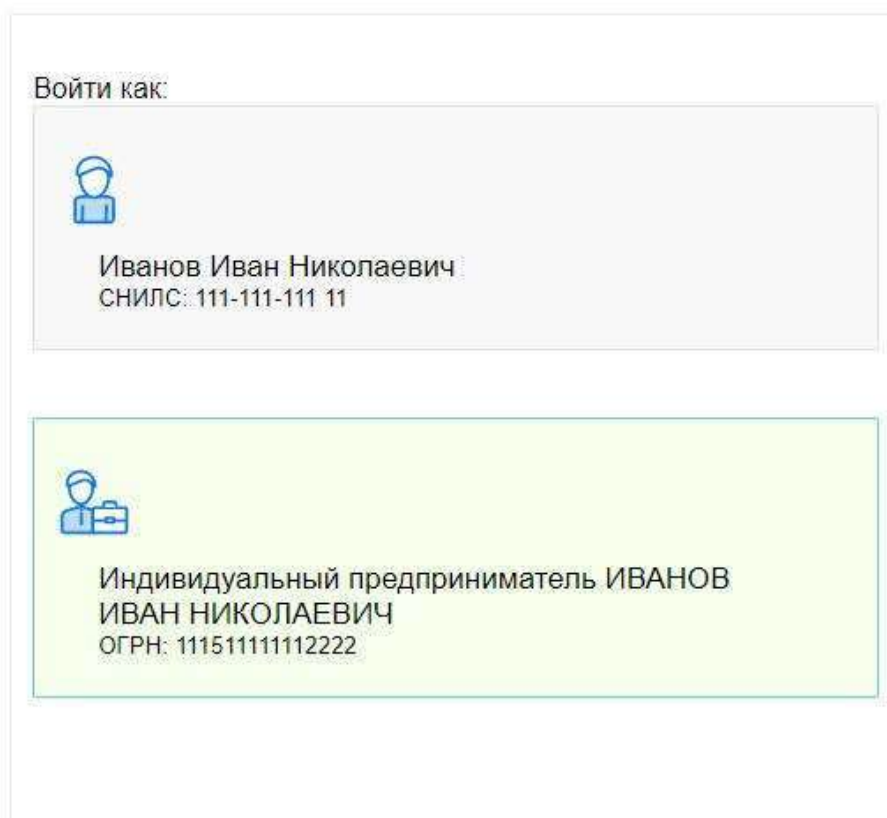 Войти как:
Иванов Иван Николаевич
СНИЛС: 111-111-111 11
Индивидуальный предприниматель ИВАНОВ
ИВАН НИКОЛАЕВИЧ
ОГРН: 111511111112222